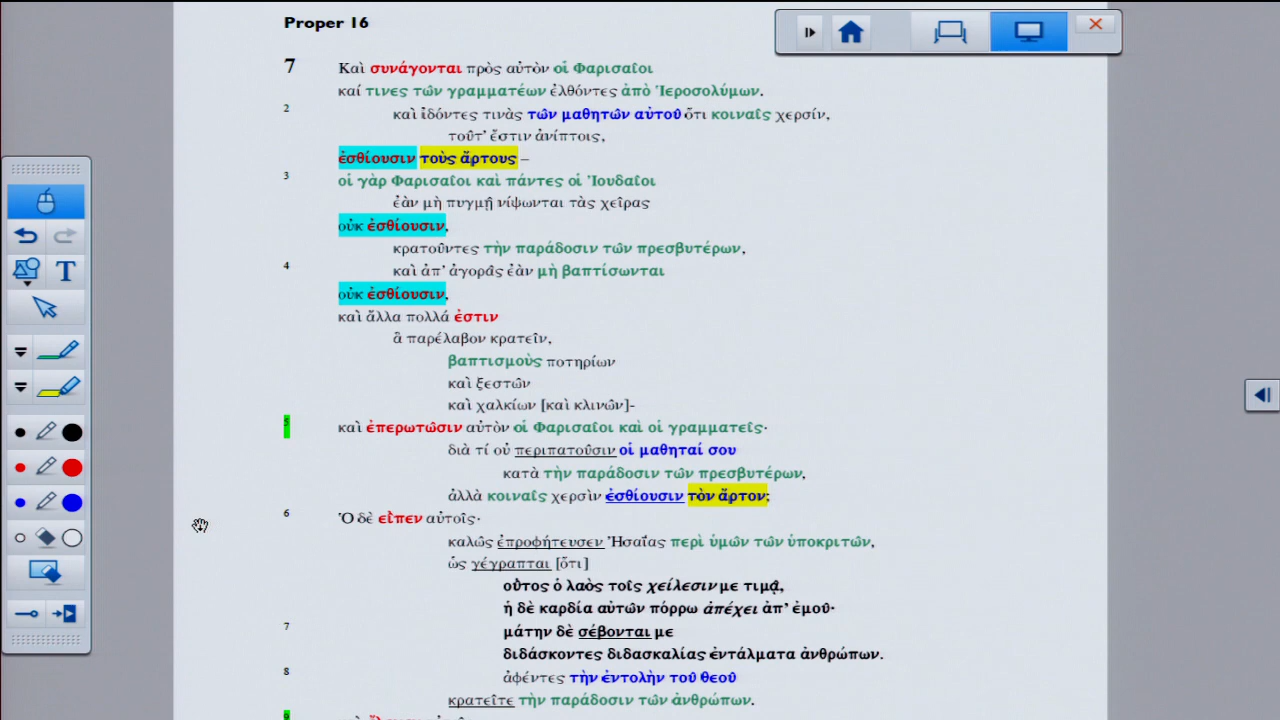 Proper 16
7 Καὶ συνάγονται πρὸς αὐτὸν οἱ Φαρισαῖοι
καί τινες τῶν γραμματέων ἐλθόντες ἀπὸ Ἱεροσολύμων.
2 καὶ ἰδόντες τινὰς τῶν μαθητῶν αὐτοῦ ὅτι κοιναῖς χερσίν,
τοῦτ’ ἔστιν ἀνίπτοις,
ἐσθίουσιν τοὺς ἄρτους –
3 οἱ γὰρ Φαρισαῖοι καὶ πάντες οἱ Ἰουδαῖοι
ἐὰν μὴ πυγμῇ νίψωνται τὰς χεῖρας
οὐκ ἐσθίουσιν,
κρατοῦντες τὴν παράδοσιν τῶν πρεσβυτέρων,
4 καὶ ἀπ’ ἀγορᾶς ἐὰν μὴ βαπτίσωνται
οὐκ ἐσθίουσιν,
καὶ ἄλλα πολλά ἐστιν
ἃ παρέλαβον κρατεῖν,
βαπτισμοὺς ποτηρίων
καὶ ξεστῶν
καὶ χαλκίων [καὶ κλινῶν]-
5 καὶ ἐπερωτῶσιν αὐτὸν οἱ Φαρισαῖοι καὶ οἱ γραμματεῖς·
διὰ τί οὐ περιπατοῦσιν οἱ μαθηταί σου
κατὰ τὴν παράδοσιν τῶν πρεσβυτέρων,
ἀλλὰ κοιναῖς χερσὶν ἐσθίουσιν τὸν ἄρτον;
6 Ὁ δὲ εἶπεν αὐτοῖς·
καλῶς ἐπροφήτευσεν Ἠσαΐας περὶ ὑμῶν τῶν ὑποκριτῶν,
ὡς γέγραπται [ὅτι]
οὗτος ὁ λαὸς τοῖς χείλεσίν με τιμᾷ,
ἡ δὲ καρδία αὐτῶν πόρρω ἀπέχει ἀπ’ ἐμοῦ·
7 μάτην δὲ σέβονταί με
διδάσκοντες διδασκαλίας ἐντάλματα ἀνθρώπων.
8 ἀφέντες τὴν ἐντολὴν τοῦ θεοῦ
κρατεῖτε τὴν παράδοσιν τῶν ἀνθρώπων.